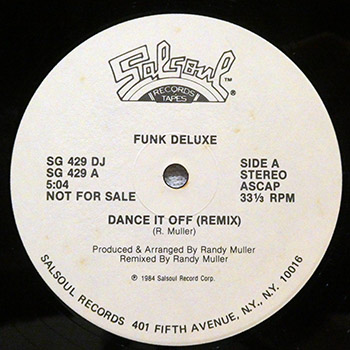 Salsoul
RECORDS
TAPES
TM
®
FUNK DELUXE
SG 429 DJ
SG 429 A
5:04
NOT FOR SALE
SIDE A
STEREO
ASCAP
33⅓ RPM
DANCE IT OFF (REMIX)
(R. Muller)
Produced & Arranged By Randy Muller
Remixed By Randy Muller
℗ 1984 Salsoul Record Corp.
SALSOUL RECORDS 401 FIFTH AVENUE, N.Y., N.Y. 10016